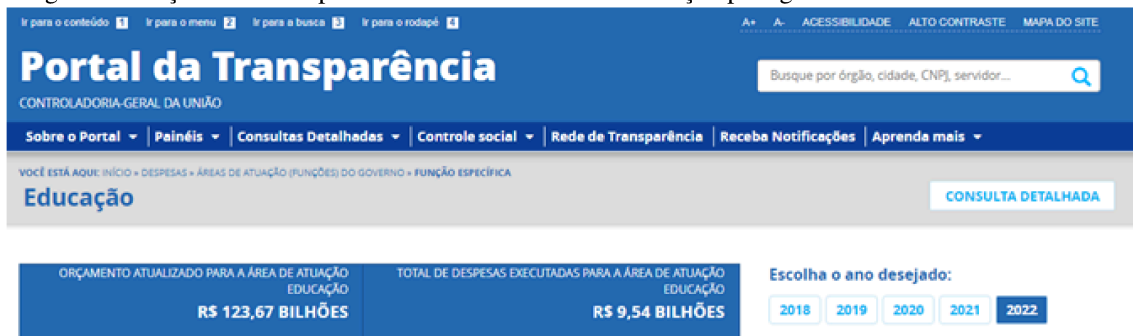 Ir para o conteúdo 1 Ir para o menu 2 Ir para a busca 3 Ir para o rodapé 4 A+ A- ACESSIBILIDADE ALTO CONTRASTE MAPA DO SITE
Portal da Transparência
Busque por órgão, cidade, CNPJ, servidor...
CONTROLADORIA-GERAL DA UNIÃO
Sobre o Portal Painéis Consultas Detalhadas Controle social Rede de Transparência Receba Notificações Aprenda mais
VOCÊ ESTÁ AQUI: INÍCIO » DESPESAS » ÁREAS DE ATUAÇÃO (FUNÇÕES) DO GOVERNO » FUNÇÃO ESPECÍFICA
Educação
CONSULTA DETALHADA
ORÇAMENTO ATUALIZADO PARA A ÁREA DE ATUAÇÃO
EDUCAÇÃO
R$ 123,67 BILHÕES
TOTAL DE DESPESAS EXECUTADAS PARA A ÁREA DE ATUAÇÃO
EDUCAÇÃO
R$ 9,54 BILHÕES
Escolha o ano desejado:
2018 2019 2020 2021 2022